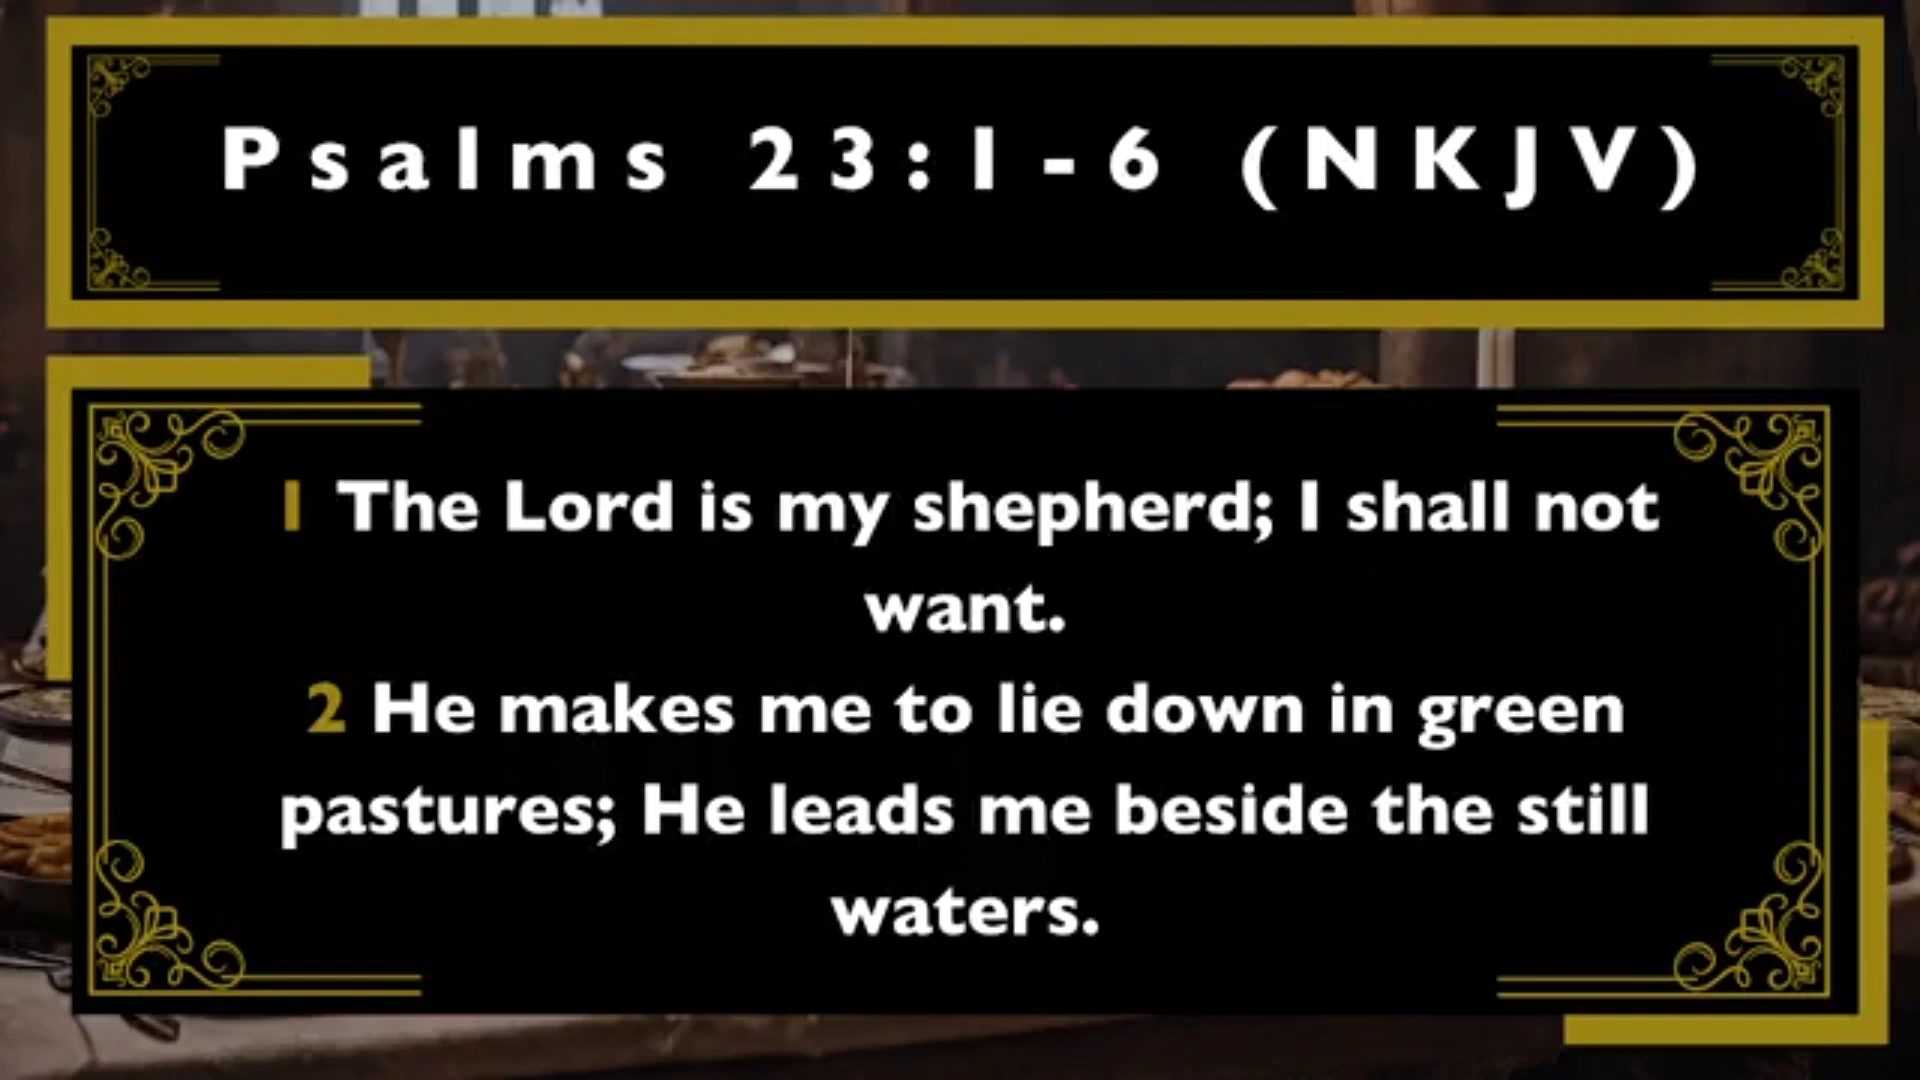 Psalms 23:1-6 (NKJV)
1 The Lord is my shepherd; I shall not
want.
2 He makes me to lie down in green
pastures; He leads me beside the still
waters.